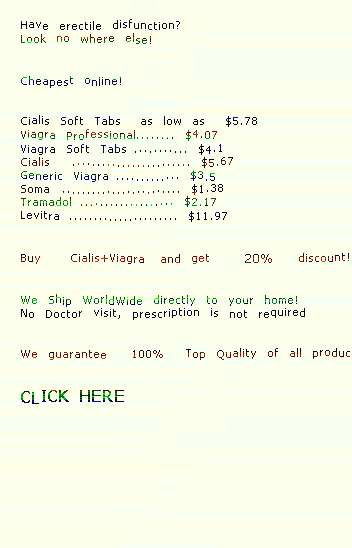 Have erectile disfunction?
Look no where else!
Cheapest online!
Cialis Soft Tabs as low as $5.78
Viagra Professional........ $4.07
Viagra Soft Tabs ........... $4.1
Cialis ........................ $5.67
Generic Viagra ............. $3.5
Soma ........................ $1.38
Tramadol ................... $2.17
Levitra ...................... $11.97
Buy Cialis+Viagra and get 20% discount!
We Ship WorldWide directly to your home!
No Doctor visit, prescription is not required
We guarantee 100% Top Quality of all produc
CLICK HERE